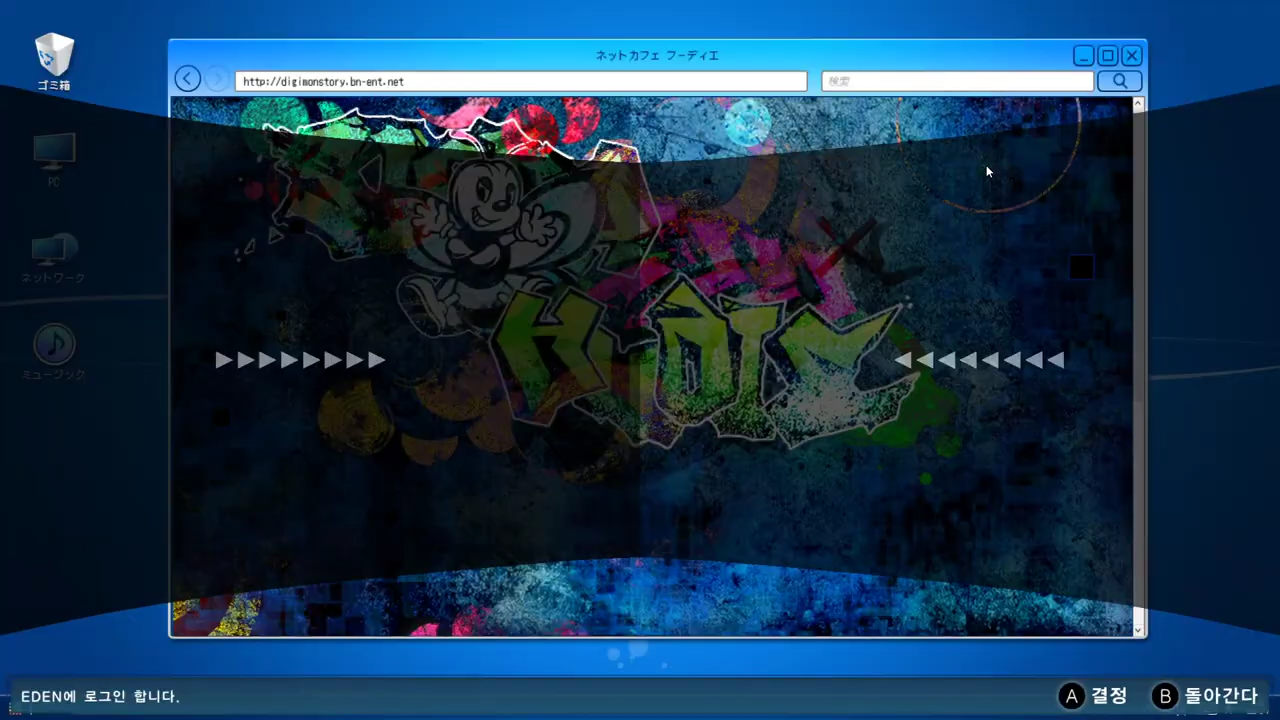 ネットカフェ フーディエ
http://digimonstory.bn-ent.net
検索
ゴミ箱
PC
ネットワーク
ミュージック
EDEN에 로그인 합니다.
A 결정 B 돌아간다